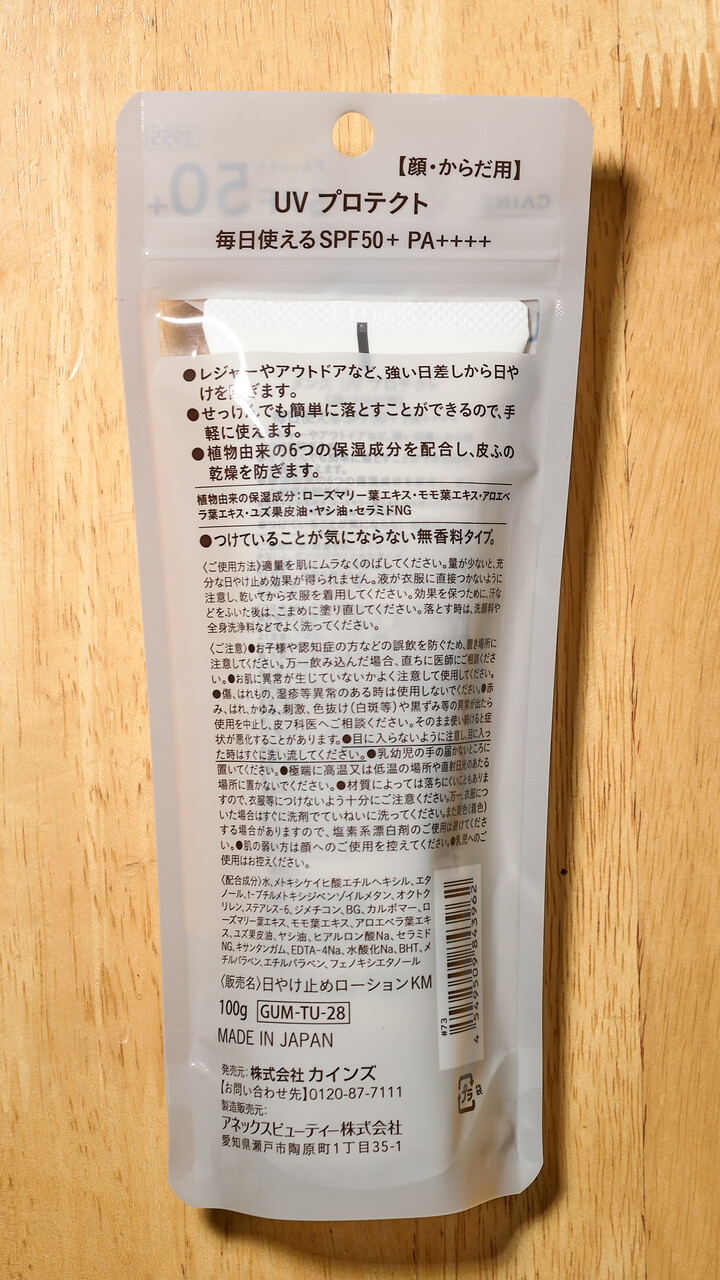 【顔・からだ用】
UV プロテクト
毎日使えるSPF50+ PA++++
●レジャーやアウトドアなど、強い日差しから日や
けを防ぎます。
●せっけんでも簡単に落とすことができるので、手
軽に使えます。
●植物由来の6つの保湿成分を配合し、皮ふの
乾燥を防ぎます。
植物由来の保湿成分：ローズマリー葉エキス・モモ葉エキス・アロエベ
ラ葉エキス・ユズ果皮油・ヤシ油・セラミドNG
●つけていることが気にならない無香料タイプ。
〈ご使用方法〉適量を肌にムラなくのばしてください。量が少ないと、充
分な日やけ止め効果が得られません。液が衣服に直接つかないように
注意し、乾いてから衣服を着用してください。効果を保つために、汗な
どをふいた後は、こまめに塗り直してください。落とす時は、洗顔料や
全身洗浄料などでよく洗ってください。
〈ご注意〉●お子様や認知症の方などの誤飲を防ぐため、置き場所に
注意してください。万一飲み込んだ場合、直ちに医師にご相談くださ
い。●お肌に異常が生じていないかよく注意して使用してください。
●傷、はれもの、湿疹等異常のある時は使用しないでください。●赤
み、はれ、かゆみ、刺激、色抜け(白斑等)や黒ずみ等の異常が出たら
使用を中止し、皮フ科医へご相談ください。そのまま使い続けると症
状が悪化することがあります。●目に入らないように注意し、目に入っ
た時はすぐに洗い流してください。●乳幼児の手の届かないところに
置いてください。●極端に高温又は低温の場所や直射日光のあたる
場所に置かないでください。●材質によっては落ちにくいこともありま
すので、衣服等につけないよう十分にご注意ください。万一、衣服につ
いた場合はすぐに洗剤でていねいに洗ってください。また変色(着色)
する場合がありますので、塩素系漂白剤のご使用は避けてくださ
い。●肌の弱い方は顔へのご使用を控えてください。●乳児へのご
使用はお控えください。
〈配合成分〉水、メトキシケイヒ酸エチルヘキシル、エタ
ノール、t-ブチルメトキシジベンゾイルメタン、オクトク
リレン、ステアレス-6、ジメチコン、BG、カルボマー、ロ
ーズマリー葉エキス、モモ葉エキス、アロエベラ葉エキ
ス、ユズ果皮油、ヤシ油、ヒアルロン酸Na、セラミド
NG、キサンタンガム、EDTA-4Na、水酸化Na、BHT、メ
チルパラベン、エチルパラベン、フェノキシエタノール
〈販売名〉日やけ止めローションKM
100g GUM-TU-28
MADE IN JAPAN
発売元：株式会社 カインズ
【お問い合わせ先】0120-87-7111
製造販売元：
アネックスビューティー株式会社
愛知県瀬戸市陶原町1丁目35-1
#73
4 549509 843962
プラ
袋